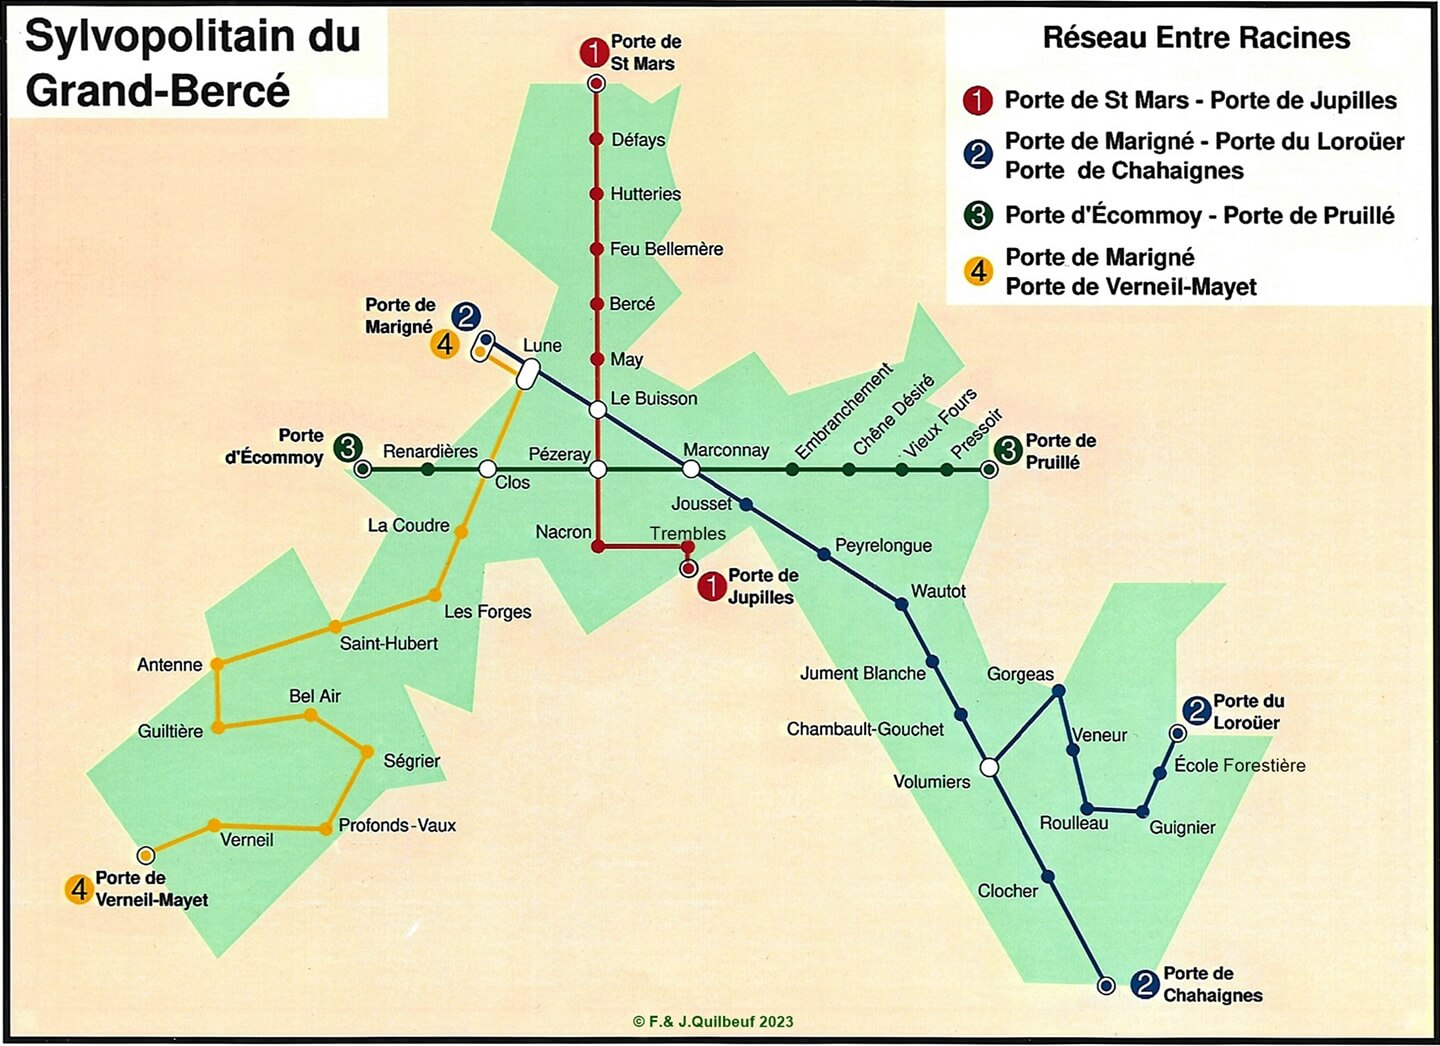 Sylvopolitain du
Grand-Bercé
Réseau Entre Racines
1 Porte de St Mars - Porte de Jupilles
2 Porte de Marigné - Porte du Loroüer
Porte de Chahaignes
3 Porte d'Écommoy - Porte de Pruillé
4 Porte de Marigné
Porte de Verneil-Mayet
1 Porte de
St Mars
Défays
Hutteries
Feu Bellemère
Bercé
May
Le Buisson
Porte de
Marigné
2
4
Lune
Porte
d'Écommoy
3
Renardières
Clos
Pézeray
Marconnay
Embranchement
Chêne Désiré
Vieux Fours
Pressoir
3 Porte de
Pruillé
La Coudre
Les Forges
Saint-Hubert
Antenne
Guiltière
Bel Air
Ségrier
Profonds-Vaux
Verneil
4 Porte de
Verneil-Mayet
Nacron
Trembles
1 Porte de
Jupilles
Jousset
Peyrelongue
Wautot
Jument Blanche
Chambault-Gouchet
Volumiers
Gorgeas
Veneur
Roulleau
Guignier
École Forestière
2 Porte du
Loroüer
Clocher
2 Porte de
Chahaignes
© F.& J.Quilbeuf 2023